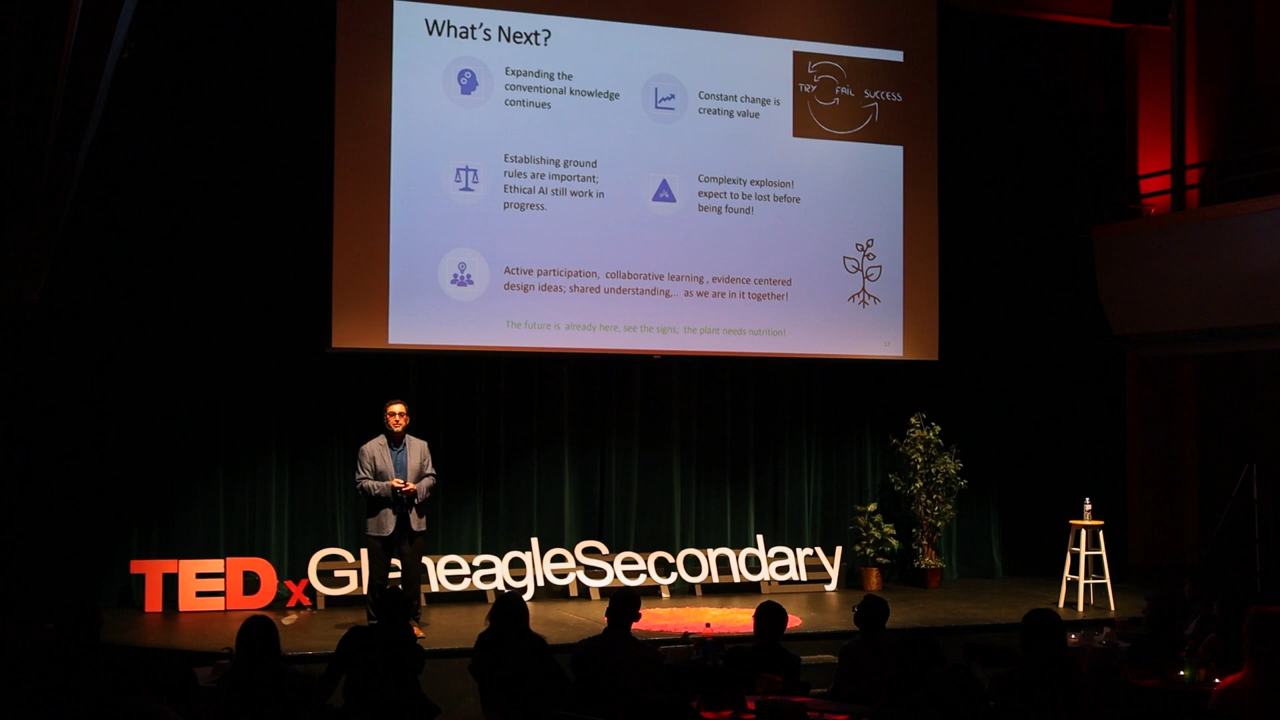 What's Next?
Expanding the
conventional knowledge
continues
Constant change is
creating value
TRY FAIL SUCCESS
Establishing ground
rules are important;
Ethical AI still work in
progress.
Complexity explosion!
expect to be lost before
being found!
Active participation, collaborative learning , evidence centered
design ideas; shared understanding,.. as we are in it together!
The future is already here, see the signs; the plant needs nutrition!
13
TEDxGleneagleSecondary